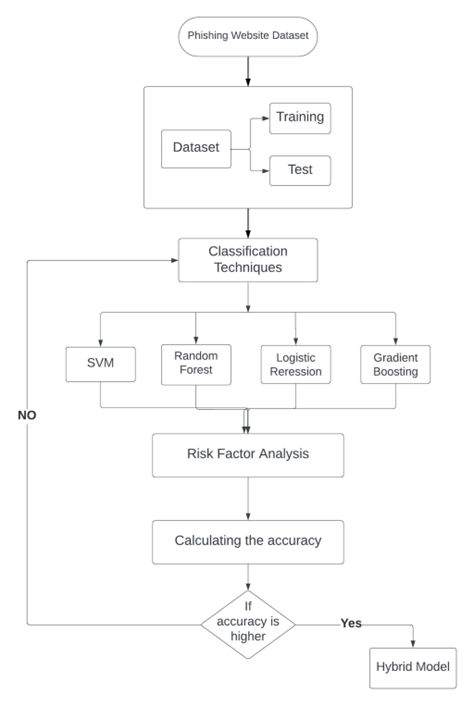 Phishing Website Dataset
Training
Dataset
Test
Classification
Techniques
SVM
Random
Forest
Logistic
Reression
Gradient
Boosting
NO
Risk Factor Analysis
Calculating the accuracy
If
accuracy is
higher
Yes
Hybrid Model